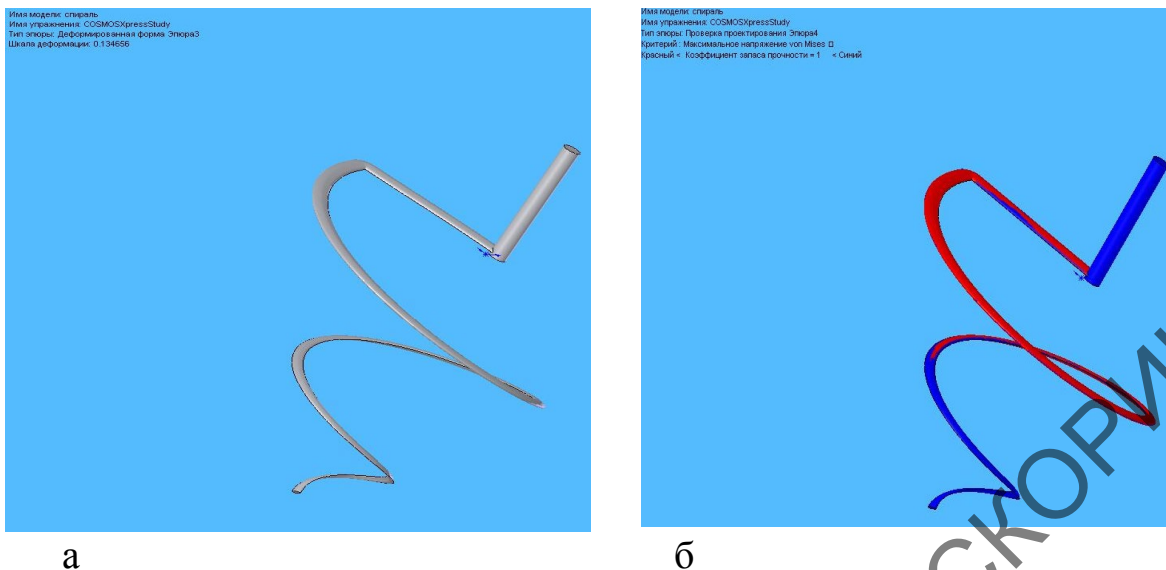 Имя модели: спираль
Имя упражнения: COSMOSXpressStudy
Тип эпюры: Деформированная форма Эпюра3
Шкала деформации: 0.134656
Имя модели: спираль
Имя упражнения: COSMOSXpressStudy
Тип эпюры: Проверка проектирования Эпюра4
Критерий : Максимальное напряжение von Mises
Красный < Коэффициент запаса прочности = 1 < Синий
а
б
СКОРИ